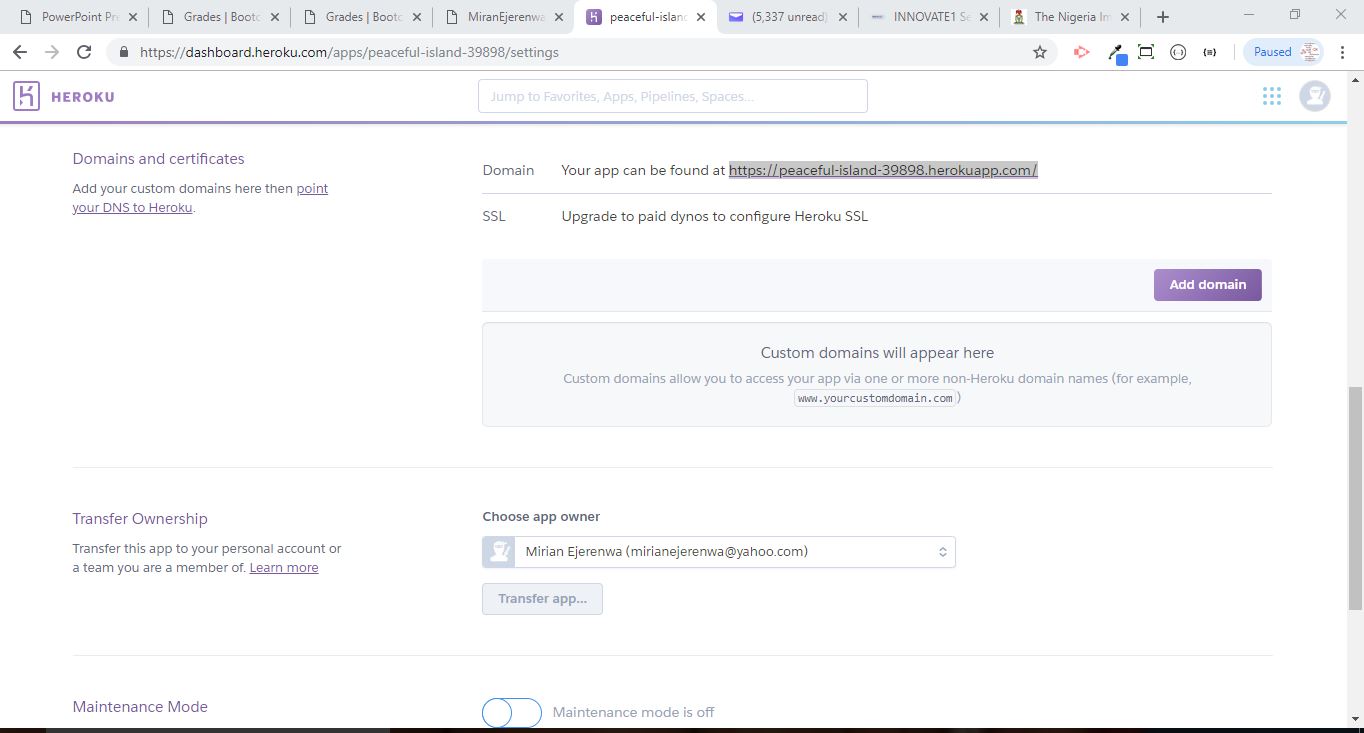 PowerPoint Pre
Grades | Bootc
Grades | Bootc
MiranEjerenwa
peaceful-islan
(5,337 unread)
INNOVATE1 Se
The Nigeria Im
https://dashboard.heroku.com/apps/peaceful-island-39898/settings
Paused
HEROKU
Jump to Favorites, Apps, Pipelines, Spaces...
Domains and certificates
Add your custom domains here then point
your DNS to Heroku.
Domain Your app can be found at https://peaceful-island-39898.herokuapp.com/
SSL Upgrade to paid dynos to configure Heroku SSL
Add domain
Custom domains will appear here
Custom domains allow you to access your app via one or more non-Heroku domain names (for example,
www.yourcustomdomain.com)
Transfer Ownership
Transfer this app to your personal account or
a team you are a member of. Learn more
Choose app owner
Mirian Ejerenwa (mirianejerenwa@yahoo.com)
Transfer app...
Maintenance Mode
Maintenance mode is off